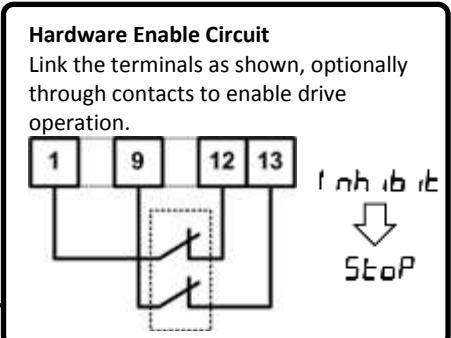 Hardware Enable Circuit
Link the terminals as shown, optionally
through contacts to enable drive
operation.
1 9 12 13
Inhibit
StoP